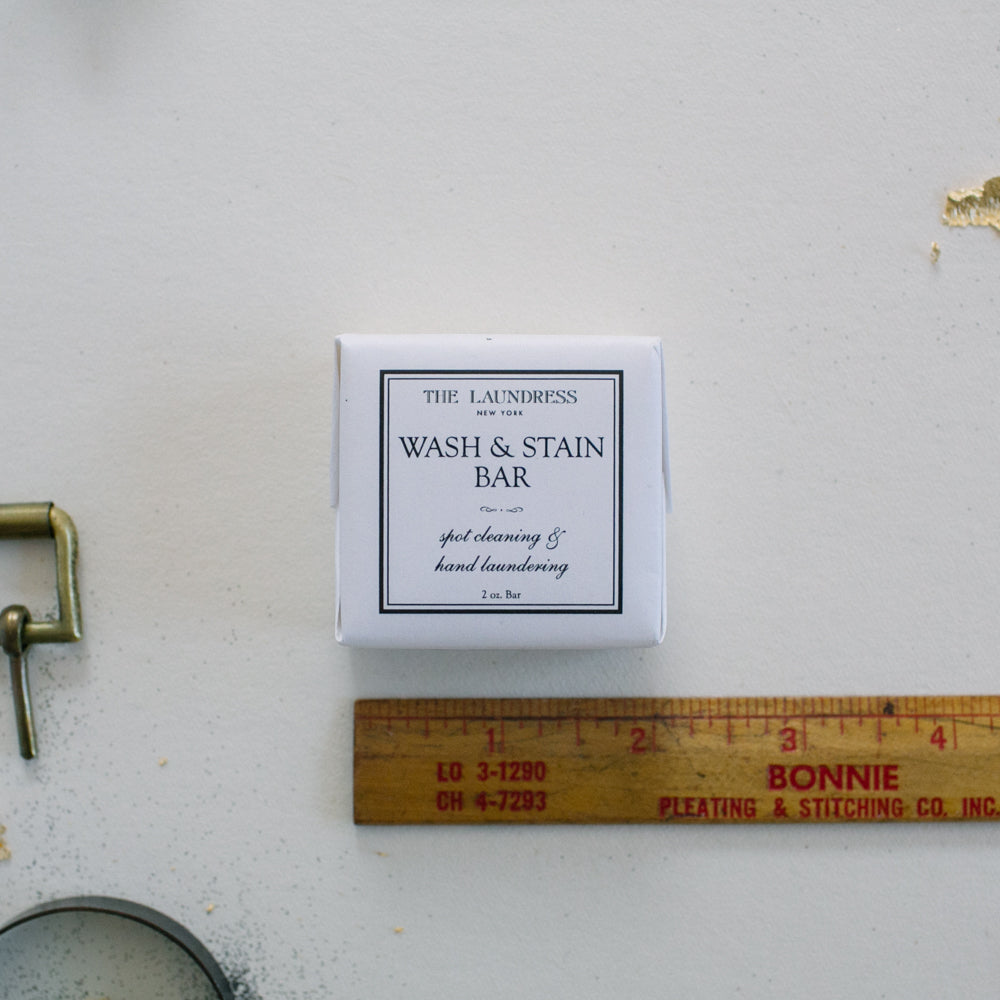 THE LAUNDRESS
NEW YORK
WASH & STAIN
BAR
spot cleaning &
hand laundering
2 oz. Bar
1 2 3 4
LO 3-1290
CH 4-7293
BONNIE
PLEATING & STITCHING CO. INC.